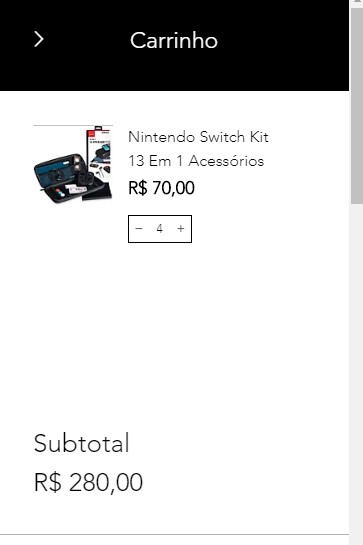 Carrinho
Nintendo Switch Kit
13 Em 1 Acessórios
R$ 70,00
− 4 +
Subtotal
R$ 280,00